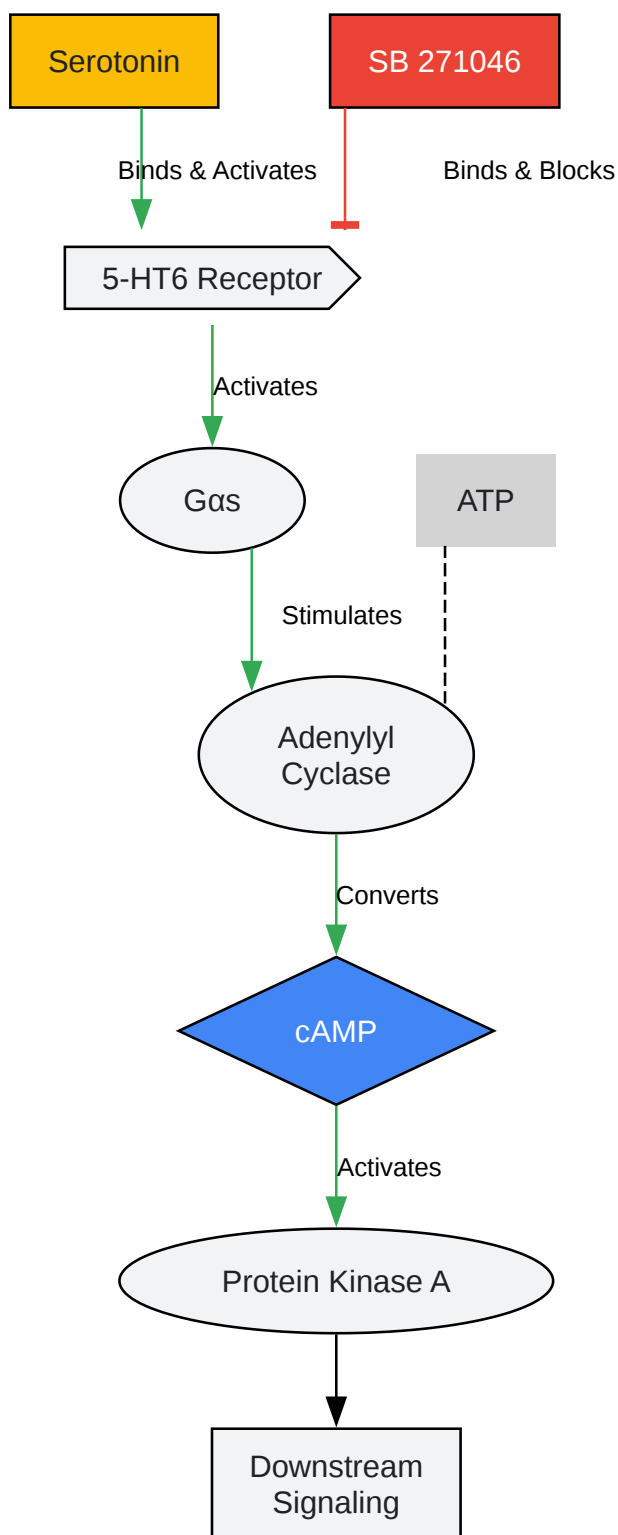 Serotonin
SB 271046
Binds & Activates
Binds & Blocks
5-HT6 Receptor
Activates
Gαs
ATP
Stimulates
Adenylyl
Cyclase
Converts
cAMP
Activates
Protein Kinase A
Downstream
Signaling